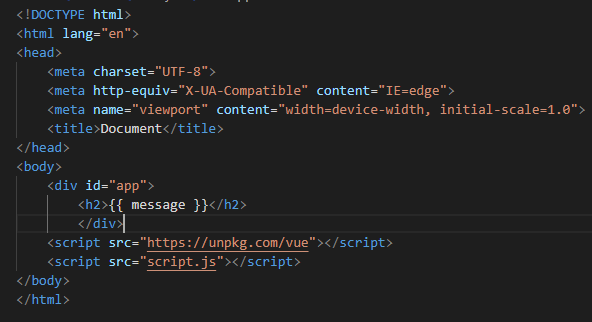 <!DOCTYPE html>
<html lang="en">
<head>
    <meta charset="UTF-8">
    <meta http-equiv="X-UA-Compatible" content="IE=edge">
    <meta name="viewport" content="width=device-width, initial-scale=1.0">
    <title>Document</title>
</head>
<body>
    <div id="app">
        <h2>{{ message }}</h2>
        </div>
    <script src="https://unpkg.com/vue"></script>
    <script src="script.js"></script>
</body>
</html>